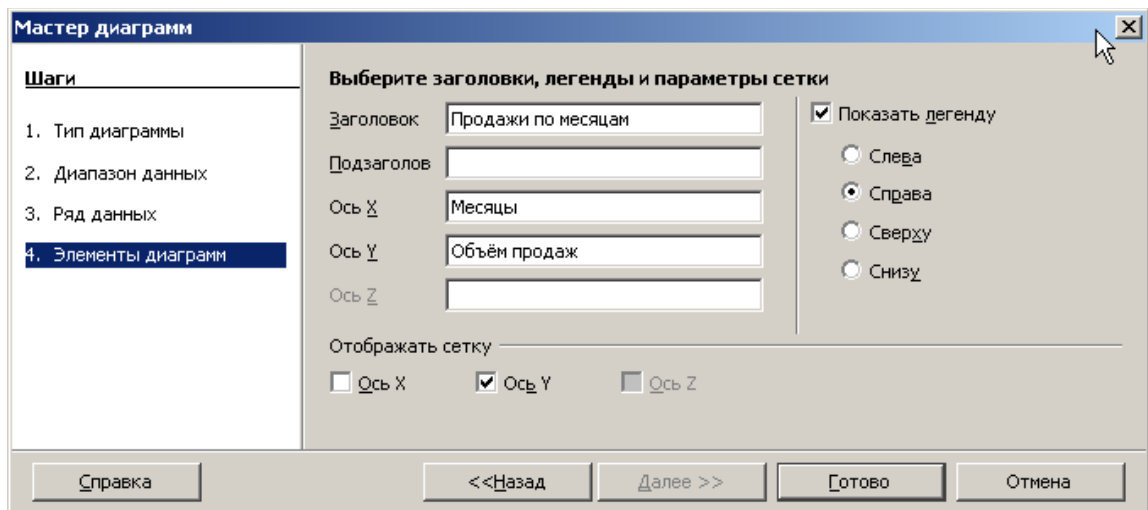 Мастер диаграмм
Шаги
1. Тип диаграммы
2. Диапазон данных
3. Ряд данных
4. Элементы диаграмм
Выберите заголовки, легенды и параметры сетки
Заголовок Продажи по месяцам
Подзаголов
Ось X Месяцы
Ось Y Объём продаж
Ось Z
Показать легенду
Слева
Справа
Сверху
Снизу
Отображать сетку
Ось X Ось Y Ось Z
Справка <<Назад Далее >> Готово Отмена